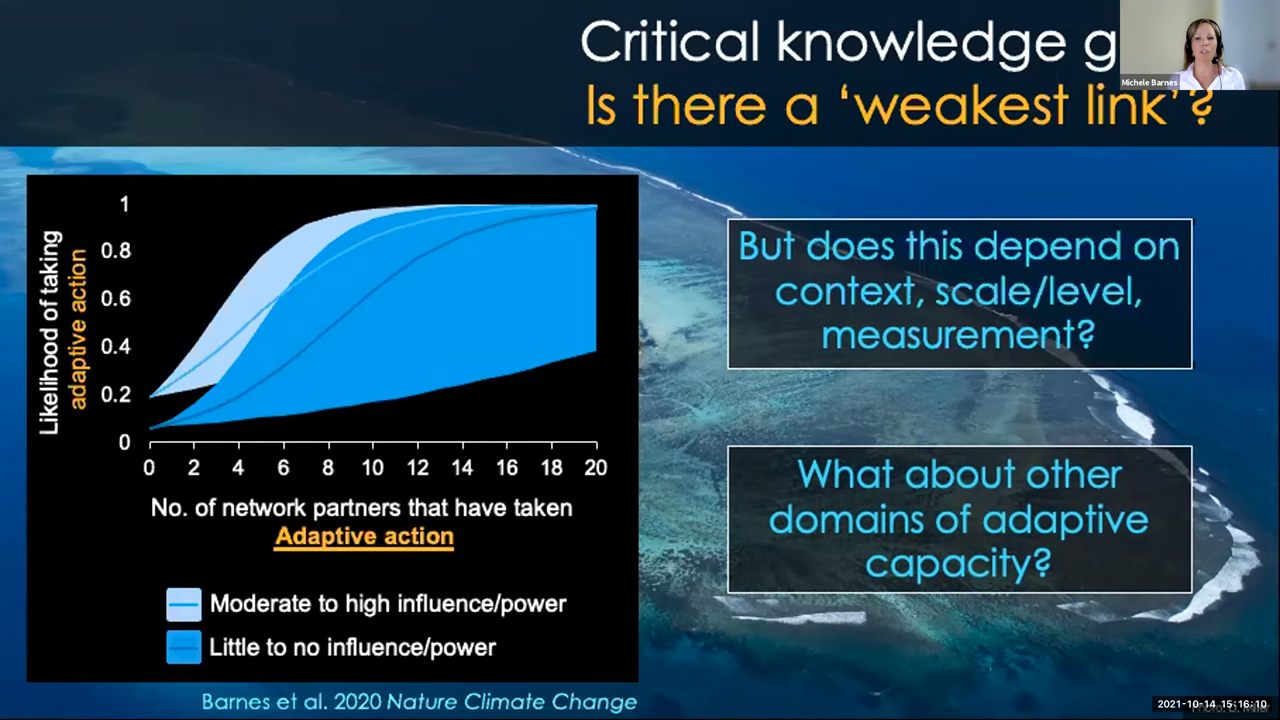 Critical knowledge g
Is there a ‘weakest link’?
Michele Barnes
Likelihood of taking
adaptive action
1
0.8
0.6
0.4
0.2
0
0 2 4 6 8 10 12 14 16 18 20
No. of network partners that have taken
Adaptive action
Moderate to high influence/power
Little to no influence/power
Barnes et al. 2020 Nature Climate Change
But does this depend on
context, scale/level,
measurement?
What about other
domains of adaptive
capacity?
2021-10-14 15:16:10